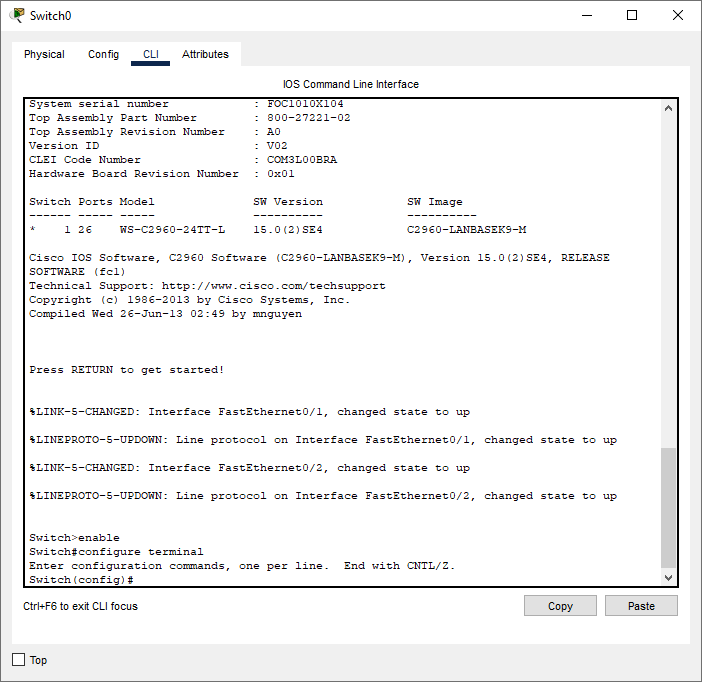 Switch0
Physical Config CLI Attributes
IOS Command Line Interface
System serial number : FOC1010X104
Top Assembly Part Number : 800-27221-02
Top Assembly Revision Number : A0
Version ID : V02
CLEI Code Number : COM3L00BRA
Hardware Board Revision Number : 0x01
Switch Ports Model SW Version SW Image
------ ----- ----- ---------- ----------
* 1 26 WS-C2960-24TT-L 15.0(2)SE4 C2960-LANBASEK9-M
Cisco IOS Software, C2960 Software (C2960-LANBASEK9-M), Version 15.0(2)SE4, RELEASE
SOFTWARE (fc1)
Technical Support: http://www.cisco.com/techsupport
Copyright (c) 1986-2013 by Cisco Systems, Inc.
Compiled Wed 26-Jun-13 02:49 by mnguyen
Press RETURN to get started!
%LINK-5-CHANGED: Interface FastEthernet0/1, changed state to up
%LINEPROTO-5-UPDOWN: Line protocol on Interface FastEthernet0/1, changed state to up
%LINK-5-CHANGED: Interface FastEthernet0/2, changed state to up
%LINEPROTO-5-UPDOWN: Line protocol on Interface FastEthernet0/2, changed state to up
Switch>enable
Switch#configure terminal
Enter configuration commands, one per line.  End with CNTL/Z.
Switch(config)#
Ctrl+F6 to exit CLI focus Copy Paste
Top